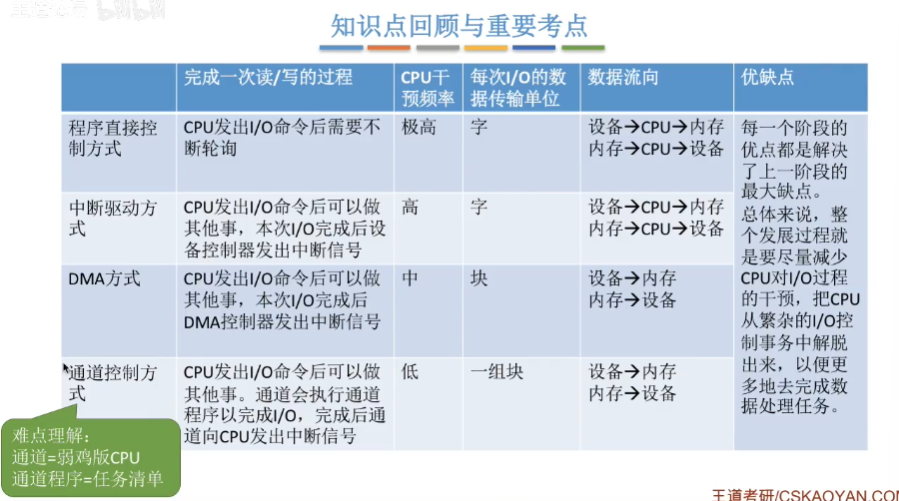 bilibili
知识点回顾与重要考点
完成一次读/写的过程
CPU干
预频率
每次I/O的数
据传输单位
数据流向
优缺点
程序直接控
制方式
CPU发出I/O命令后需要不
断轮询
极高
字
设备→CPU→内存
内存→CPU→设备
每一个阶段的
优点都是解决
了上一阶段的
最大缺点。
总体来说，整
个发展过程就
是要尽量减少
CPU对I/O过程
的干预，把CPU
从繁杂的I/O控
制事务中解脱
出来，以便更
多地去完成数
据处理任务。
中断驱动方
式
CPU发出I/O命令后可以做
其他事，本次I/O完成后设
备控制器发出中断信号
高
字
设备→CPU→内存
内存→CPU→设备
DMA方式
CPU发出I/O命令后可以做
其他事，本次I/O完成后
DMA控制器发出中断信号
中
块
设备→内存
内存→设备
通道控制方
式
CPU发出I/O命令后可以做
其他事。通道会执行通道
程序以完成I/O，完成后通
道向CPU发出中断信号
低
一组块
设备→内存
内存→设备
难点理解：
通道=弱鸡版CPU
通道程序=任务清单
王道考研/CSKAOYAN.COM